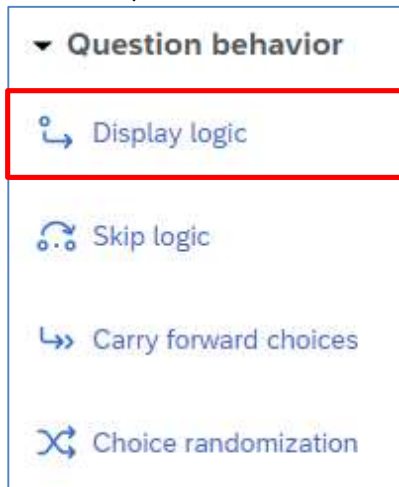 Question behavior
Display logic
Skip logic
Carry forward choices
Choice randomization